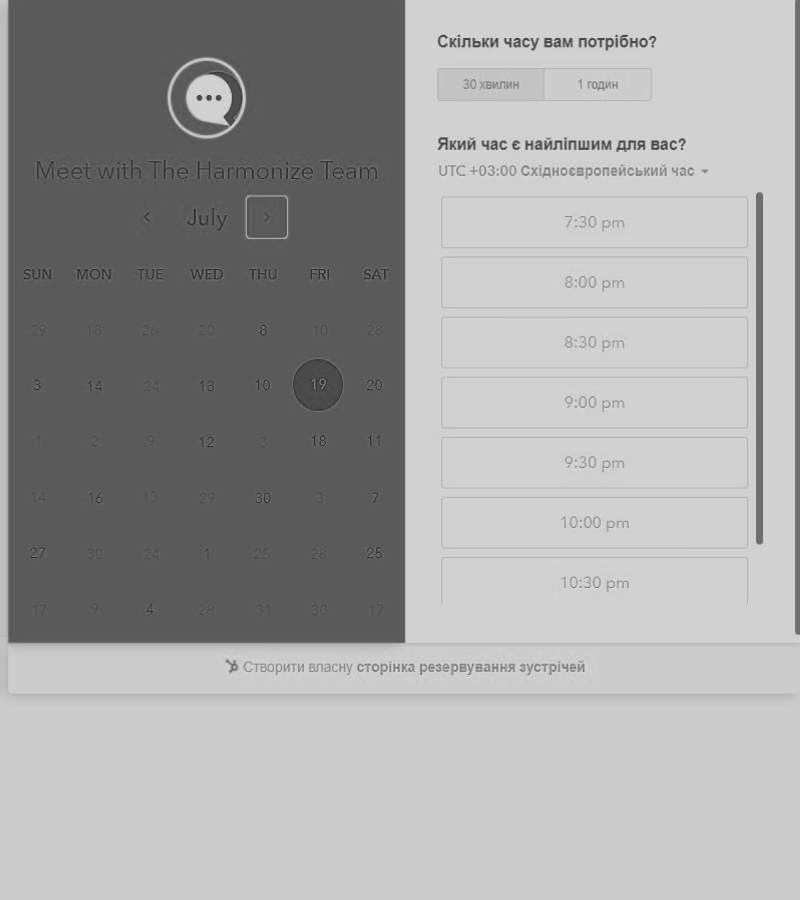 Meet with The Harmonize Team
July
SUN MON TUE WED THU FRI SAT
29 18 26 20 8 10 28
3 14 24 13 10 19 20
1 2 9 12 3 18 11
14 16 13 29 30 3 7
27 30 24 1 25 28 25
17 9 4 28 31 30 17
Скільки часу вам потрібно?
30 хвилин 1 годин
Який час є найліпшим для вас?
UTC +03:00 Східноєвропейський час
7:30 pm
8:00 pm
8:30 pm
9:00 pm
9:30 pm
10:00 pm
10:30 pm
Створити власну сторінка резервування зустрічей